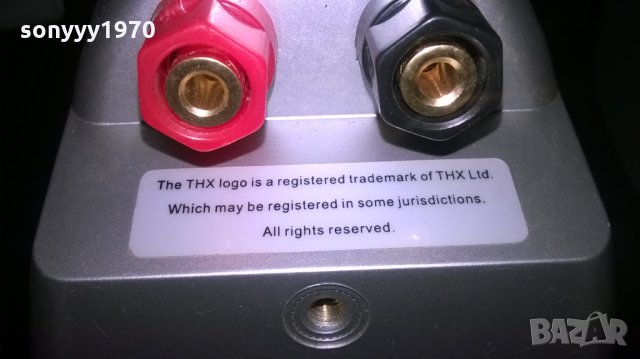 sonyyy1970
The THX logo is a registered trademark of THX Ltd.
Which may be registered in some jurisdictions.
All rights reserved.
BAZAR